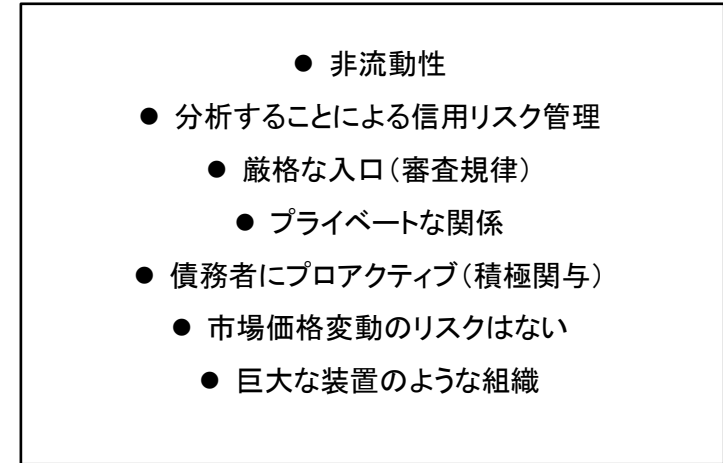 ● 非流動性
● 分析することによる信用リスク管理
● 厳格な入口（審査規律）
● プライベートな関係
● 債務者にプロアクティブ（積極関与）
● 市場価格変動のリスクはない
● 巨大な装置のような組織